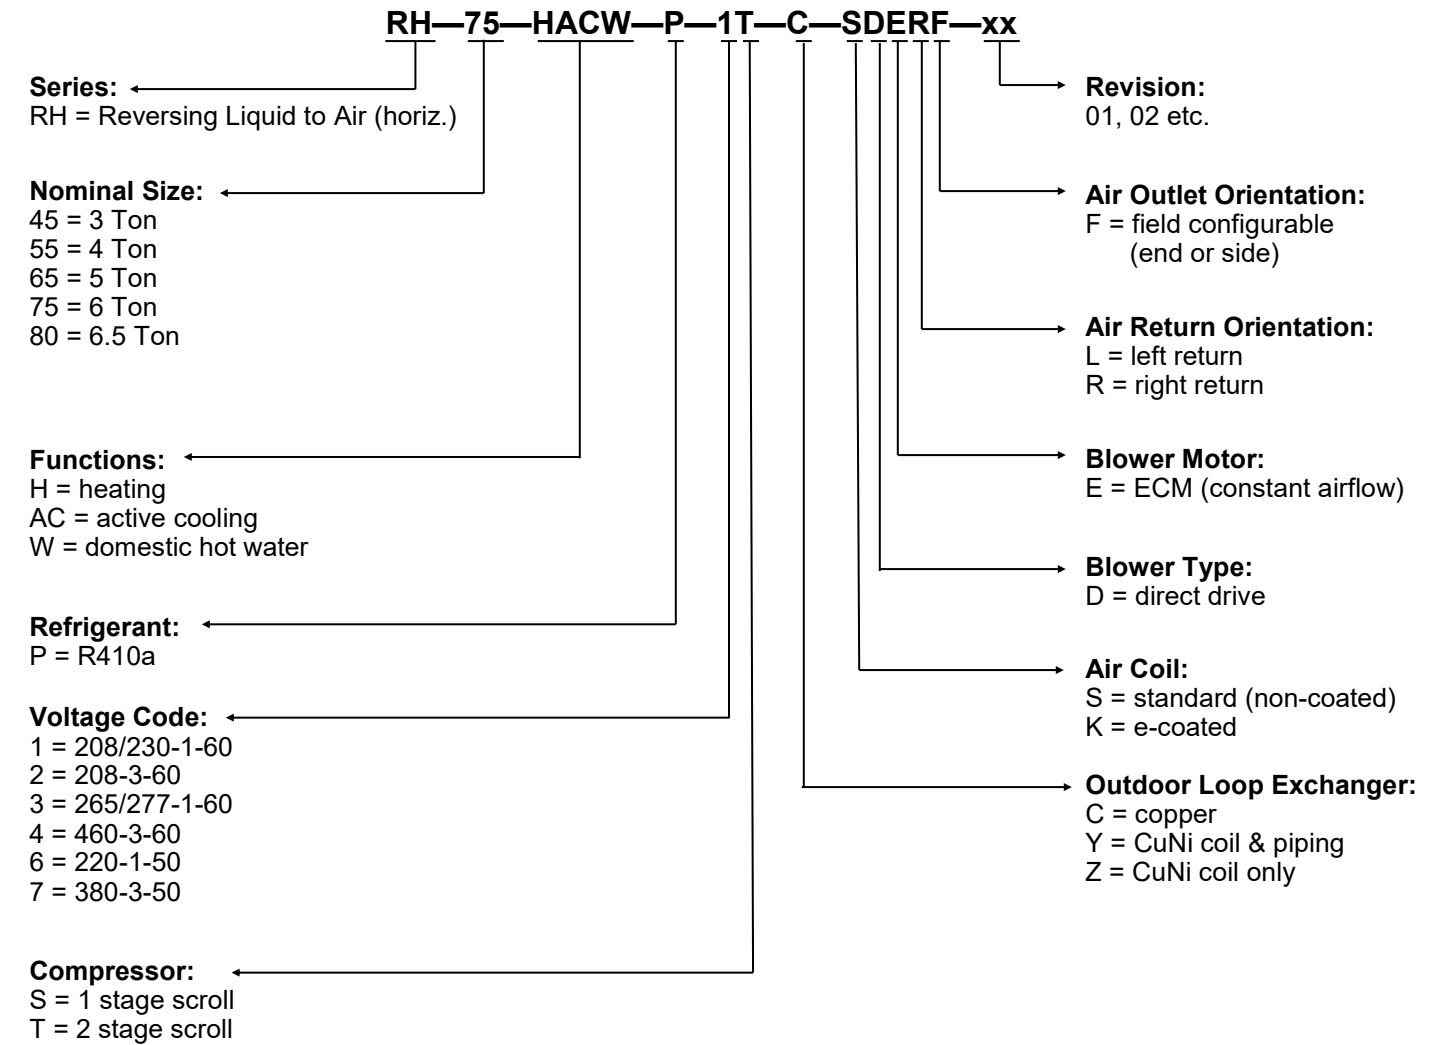 RH—75—HACW—P—1T—C—SDERF—xx
Series:
RH = Reversing Liquid to Air (horiz.)
Nominal Size:
45 = 3 Ton
55 = 4 Ton
65 = 5 Ton
75 = 6 Ton
80 = 6.5 Ton
Functions:
H = heating
AC = active cooling
W = domestic hot water
Refrigerant:
P = R410a
Voltage Code:
1 = 208/230-1-60
2 = 208-3-60
3 = 265/277-1-60
4 = 460-3-60
6 = 220-1-50
7 = 380-3-50
Compressor:
S = 1 stage scroll
T = 2 stage scroll
Revision:
01, 02 etc.
Air Outlet Orientation:
F = field configurable
(end or side)
Air Return Orientation:
L = left return
R = right return
Blower Motor:
E = ECM (constant airflow)
Blower Type:
D = direct drive
Air Coil:
S = standard (non-coated)
K = e-coated
Outdoor Loop Exchanger:
C = copper
Y = CuNi coil & piping
Z = CuNi coil only